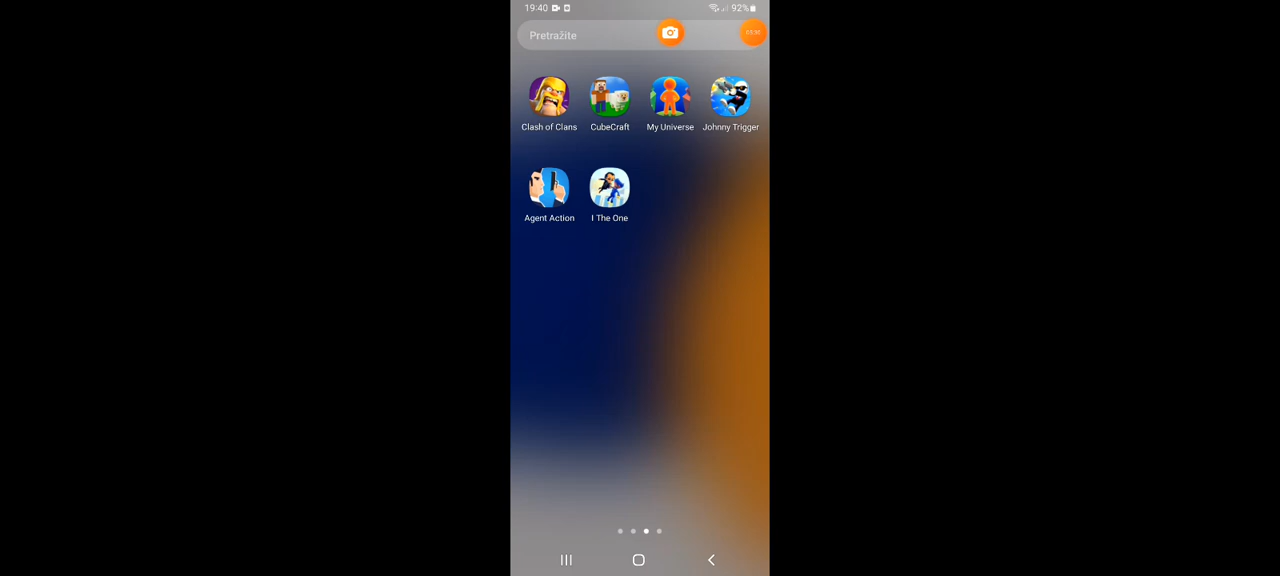 19:40 92%
Pretražite
Clash of Clans CubeCraft My Universe Johnny Trigger
Agent Action I The One